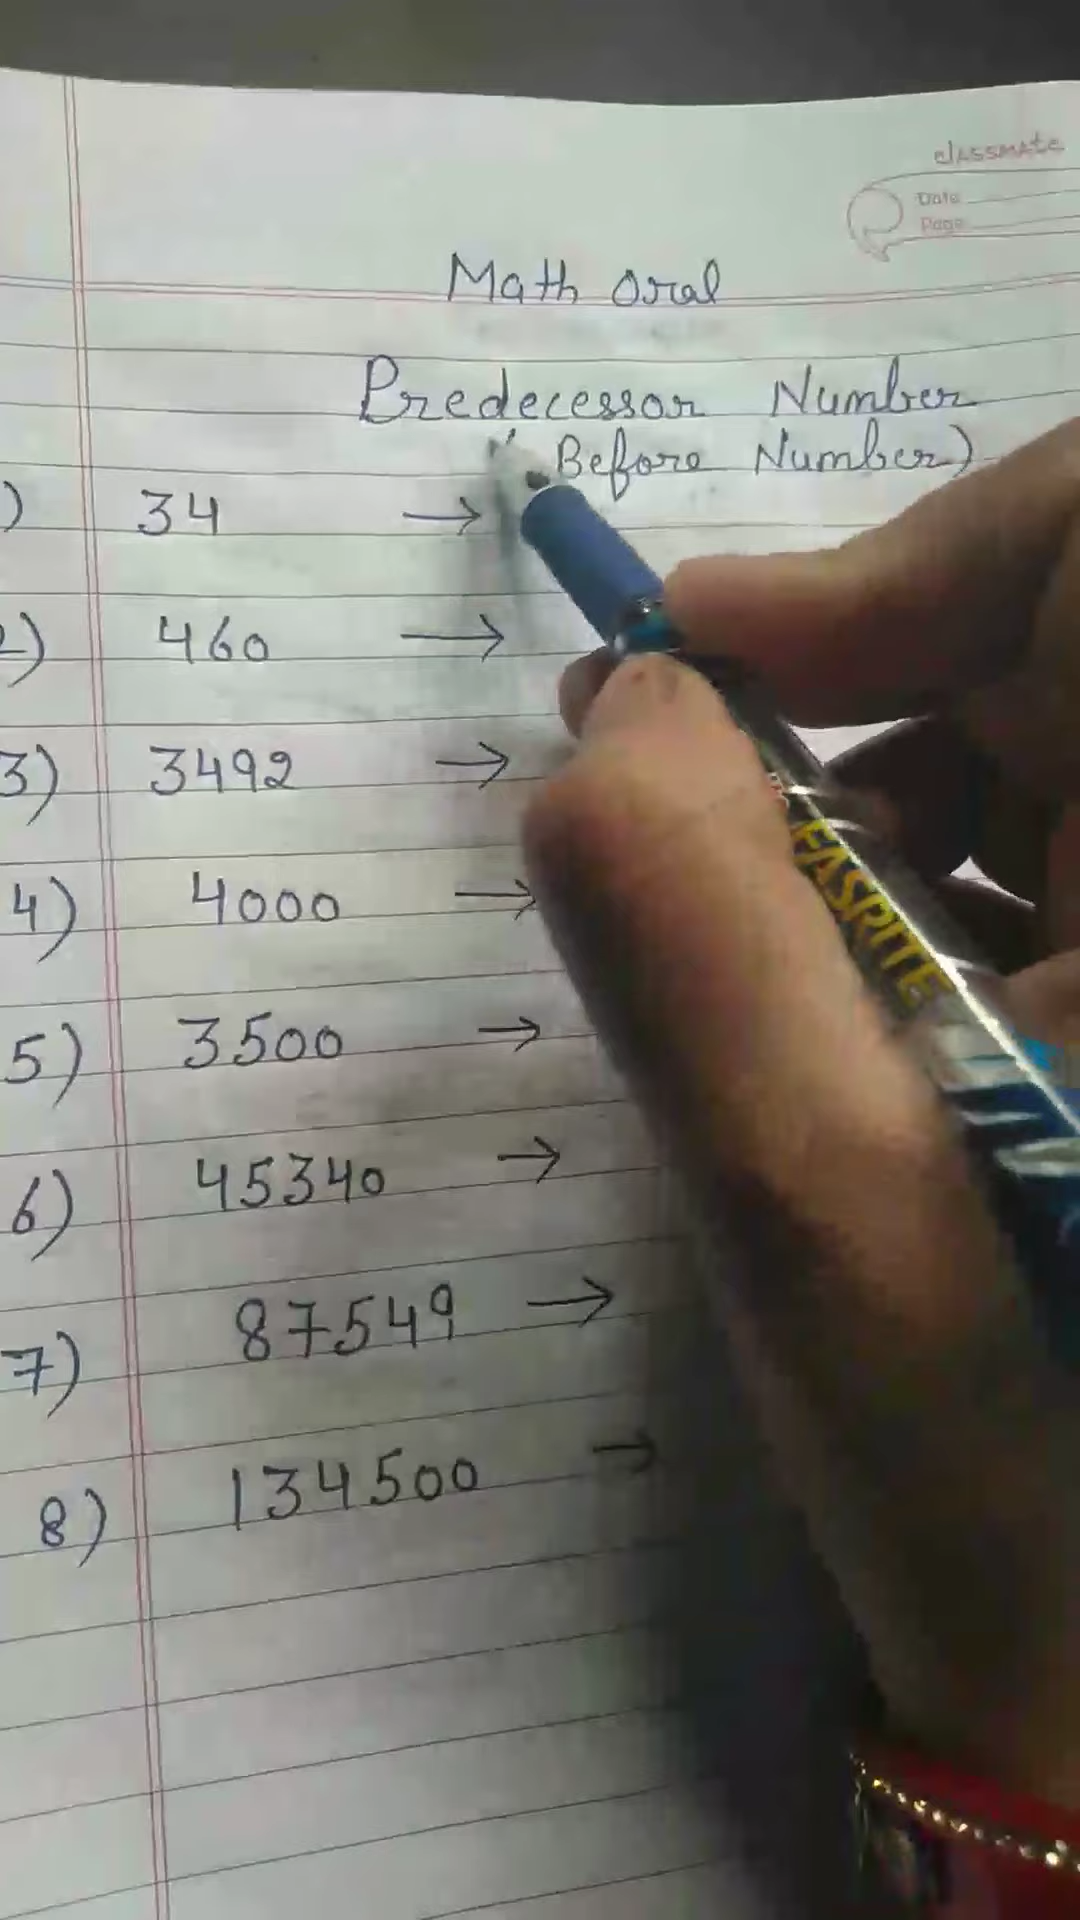 classmate
Date
Page
Math Oral
Predecessor Number
Before Number)
) 34 →
2) 460 →
3) 3492 →
4) 4000 →
5) 3500 →
6) 45340 →
7) 87549 →
8) 134500 →
FASRITE